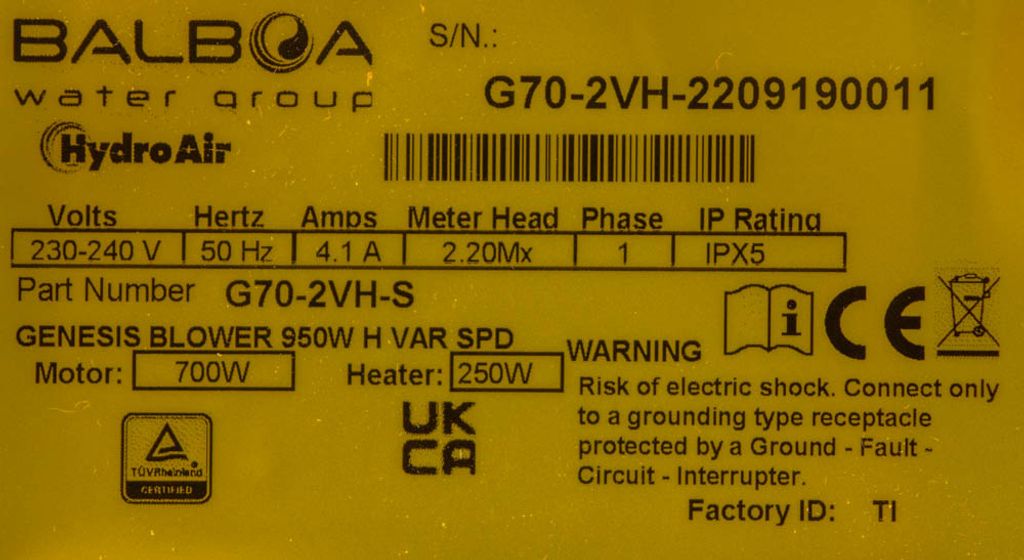 BALBOA
water group
HydroAir
S/N.:
G70-2VH-2209190011
Volts Hertz Amps Meter Head Phase IP Rating
230-240 V 50 Hz 4.1 A 2.20Mx 1 IPX5
Part Number G70-2VH-S
GENESIS BLOWER 950W H VAR SPD
Motor: 700W Heater: 250W
WARNING
Risk of electric shock. Connect only
to a grounding type receptacle
protected by a Ground - Fault -
Circuit - Interrupter.
Factory ID: TI
i
CE
UK
CA
TÜVRheinland
CERTIFIED